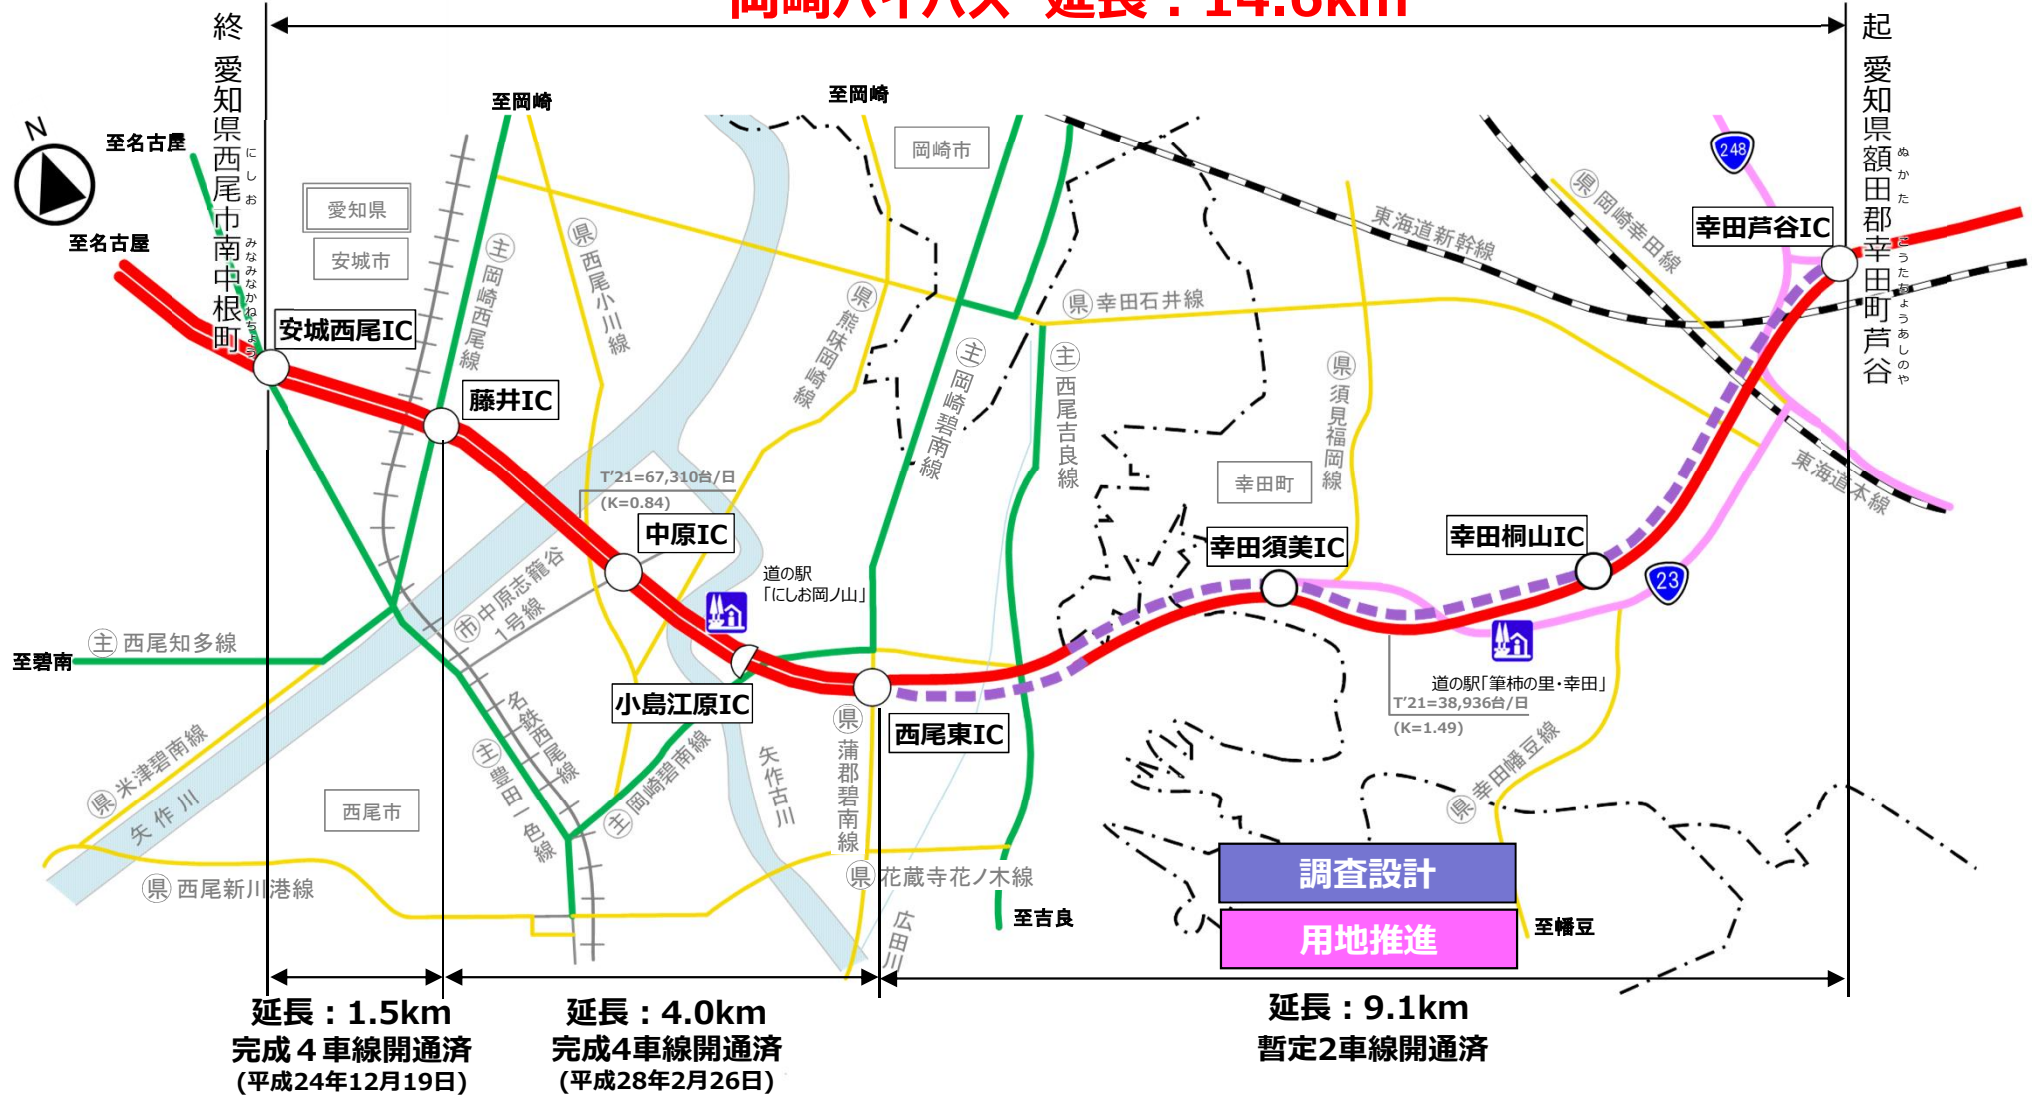 岡崎バイパス 延長：14.6km
終 愛知県西尾市南中根町
にしお
みなみなかねちょう
起 愛知県額田郡幸田町芦谷
ぬかた
こうたちょうあしのや
N
至名古屋
至名古屋
至岡崎
至岡崎
愛知県
安城市
岡崎市
248
幸田芦谷IC
安城西尾IC
藤井IC
主 岡崎西尾線
県 西尾小川線
県 熊味岡崎線
主 岡崎碧南線
県 幸田石井線
主 西尾吉良線
東海道新幹線
県 岡崎幸田線
県 須見福岡線
幸田町
東海道本線
T'21=67,310台/日
(K=0.84)
中原IC
幸田須美IC
幸田桐山IC
23
道の駅
「にしお岡ノ山」
市 中原志籠谷
1号線
主 西尾知多線
至碧南
小島江原IC
西尾東IC
道の駅「筆柿の里・幸田」
T'21=38,936台/日
(K=1.49)
県 米津碧南線
矢作川
名鉄西尾線
主 豊田一色線
主 岡崎碧南線
矢作古川
県 蒲郡碧南線
県 幸田幡豆線
西尾市
県 西尾新川港線
県 花蔵寺花ノ木線
広田川
至吉良
調査設計
用地推進
至幡豆
延長：1.5km
完成４車線開通済
(平成24年12月19日)
延長：4.0km
完成4車線開通済
(平成28年2月26日)
延長：9.1km
暫定2車線開通済